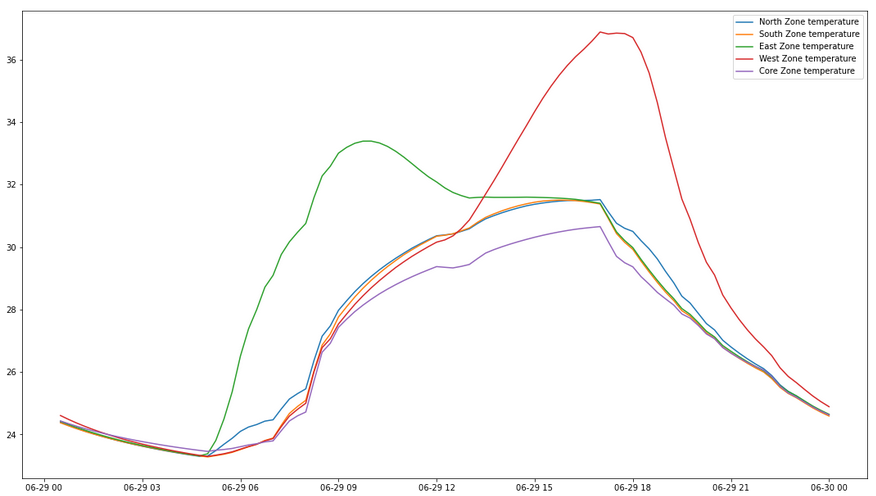 North Zone temperature
South Zone temperature
East Zone temperature
West Zone temperature
Core Zone temperature
36
34
32
30
28
26
24
06-29 00 06-29 03 06-29 06 06-29 09 06-29 12 06-29 15 06-29 18 06-29 21 06-30 00